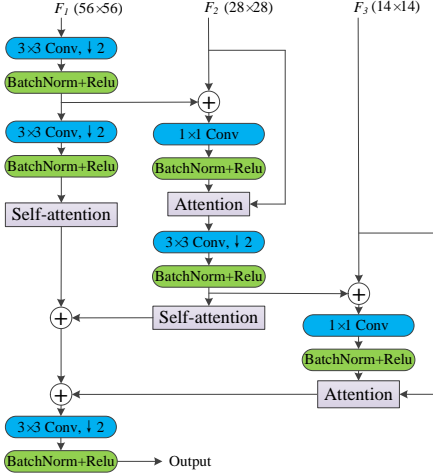 F1 (56×56)
F2 (28×28)
F3 (14×14)
3×3 Conv, ↓2
BatchNorm+Relu
3×3 Conv, ↓2
BatchNorm+Relu
Self-attention
1×1 Conv
BatchNorm+Relu
Attention
3×3 Conv, ↓2
BatchNorm+Relu
Self-attention
1×1 Conv
BatchNorm+Relu
Attention
3×3 Conv, ↓2
BatchNorm+Relu
Output